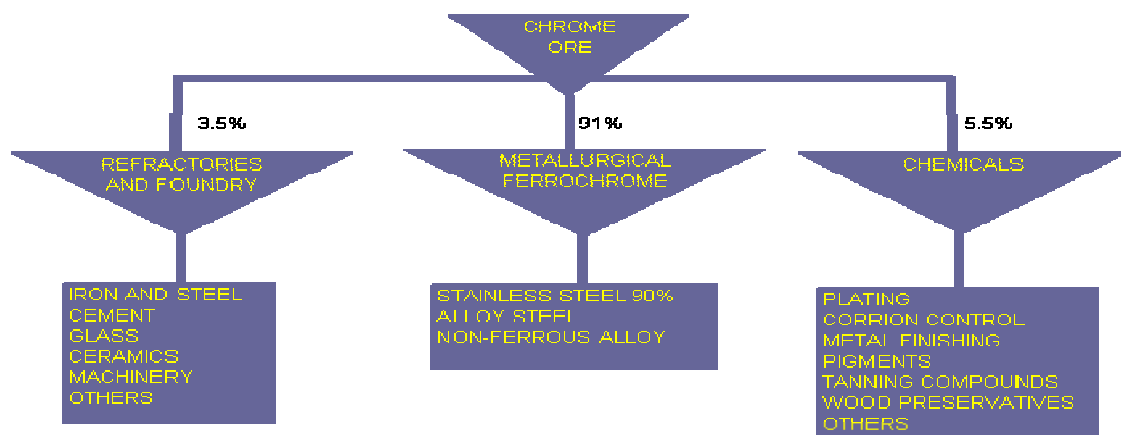 CHROME
ORE
3.5%
91%
5.5%
REFRACTORIES
AND FOUNDRY
METALLURGICAL
FERROCHROME
CHEMICALS
IRON AND STEEL
CEMENT
GLASS
CERAMICS
MACHINERY
OTHERS
STAINLESS STEEL 90%
ALLOY STEEL
NON-FERROUS ALLOY
PLATING
CORRION CONTROL
METAL FINISHING
PIGMENTS
TANNING COMPOUNDS
WOOD PRESERVATIVES
OTHERS